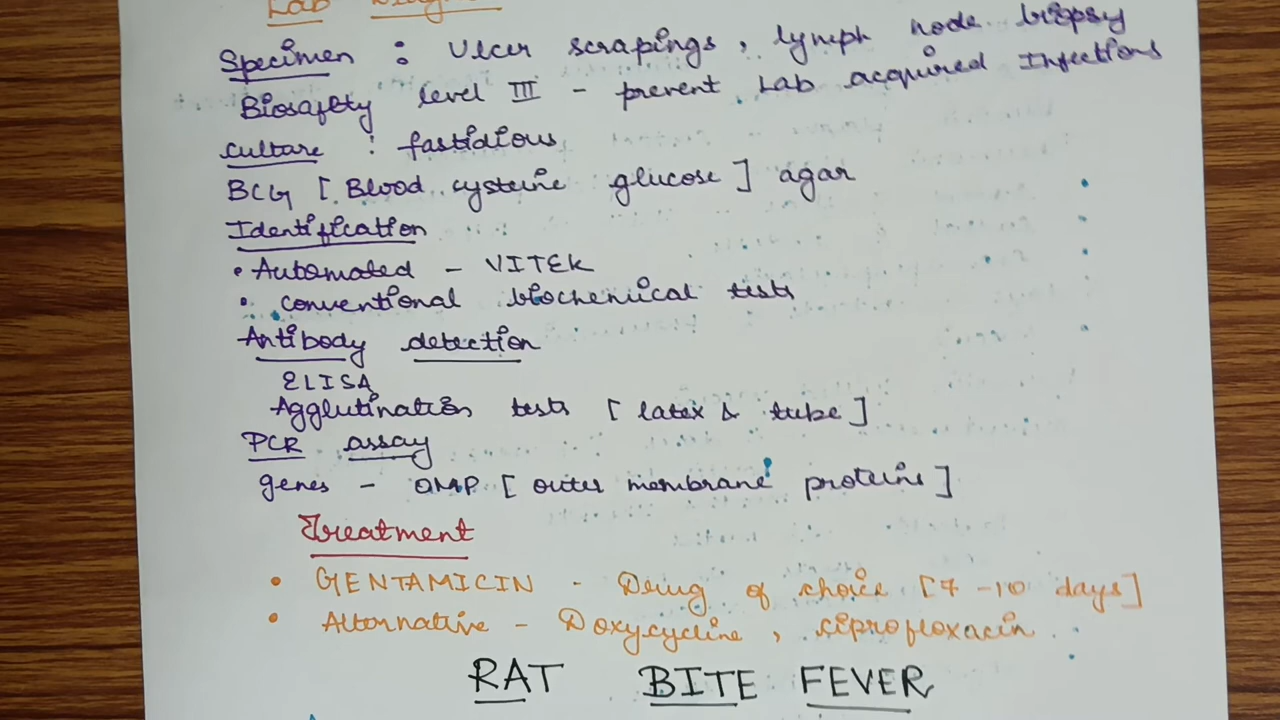 Lab Diagn
Specimen : Ulcer scrapings, lymph node biopsy
Biosafety level III - prevent Lab acquired Infections
Culture : fastidious
BCG [Blood cysteine glucose] agar
Identification
• Automated - VITEK
• conventional biochemical tests
Antibody detection
ELISA
Agglutination tests [latex & tube]
PCR assay
genes - OMP [outer membrane proteins]
Treatment
• GENTAMICIN - Drug of choice [7-10 days]
• Alternative - Doxycycline, ciprofloxacin
RAT BITE FEVER